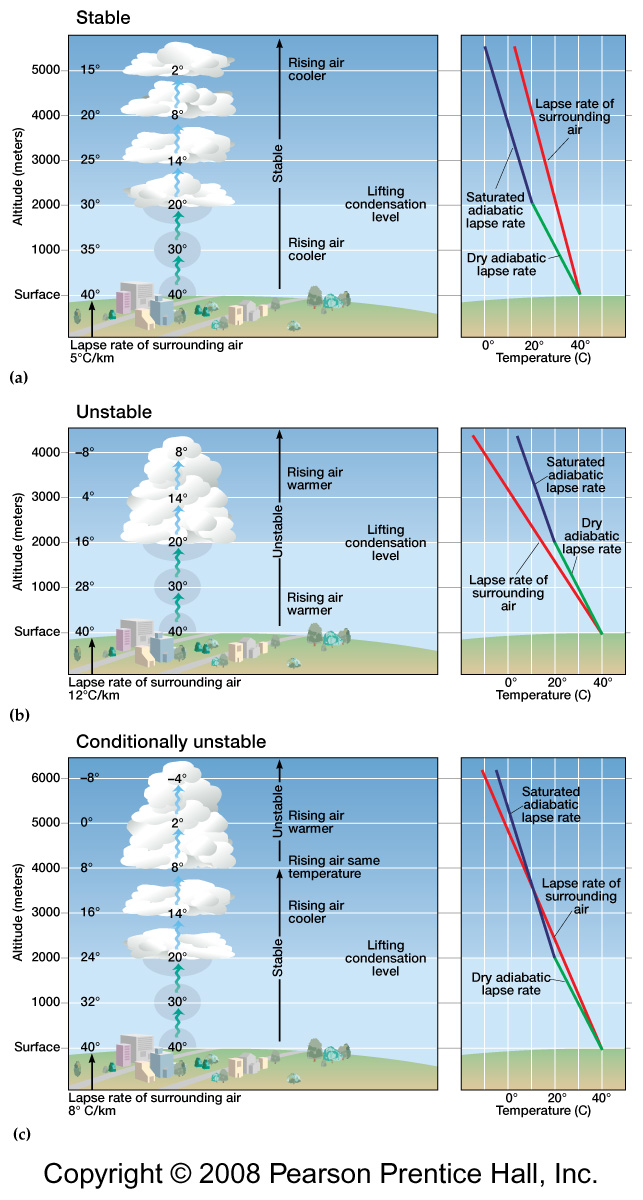 Stable
5000
15°
2°
Rising air
cooler
4000
20°
8°
3000
25°
14°
2000
30°
20°
Lifting
condensation
level
1000
35°
30°
Rising air
cooler
Surface
40°
40°
Altitude (meters)
Stable
Lapse rate of surrounding air
5°C/km
Lapse rate of
surrounding
air
Saturated
adiabatic
lapse rate
Dry adiabatic
lapse rate
0° 20° 40°
Temperature (C)
(a)
Unstable
4000
–8°
8°
Rising air
warmer
3000
4°
14°
2000
16°
20°
Lifting
condensation
level
1000
28°
30°
Rising air
warmer
Surface
40°
40°
Altitude (meters)
Unstable
Lapse rate of surrounding air
12°C/km
Saturated
adiabatic
lapse rate
Dry
adiabatic
lapse rate
Lapse rate of
surrounding
air
0° 20° 40°
Temperature (C)
(b)
Conditionally unstable
6000
–8°
–4°
5000
0°
2°
Rising air
warmer
4000
8°
8°
Rising air same
temperature
3000
16°
14°
Rising air
cooler
2000
24°
20°
Lifting
condensation
level
1000
32°
30°
Surface
40°
40°
Altitude (meters)
Unstable
Stable
Lapse rate of surrounding air
8° C/km
Saturated
adiabatic
lapse rate
Lapse rate of
surrounding
air
Dry adiabatic
lapse rate
0° 20° 40°
Temperature (C)
(c)
Copyright © 2008 Pearson Prentice Hall, Inc.